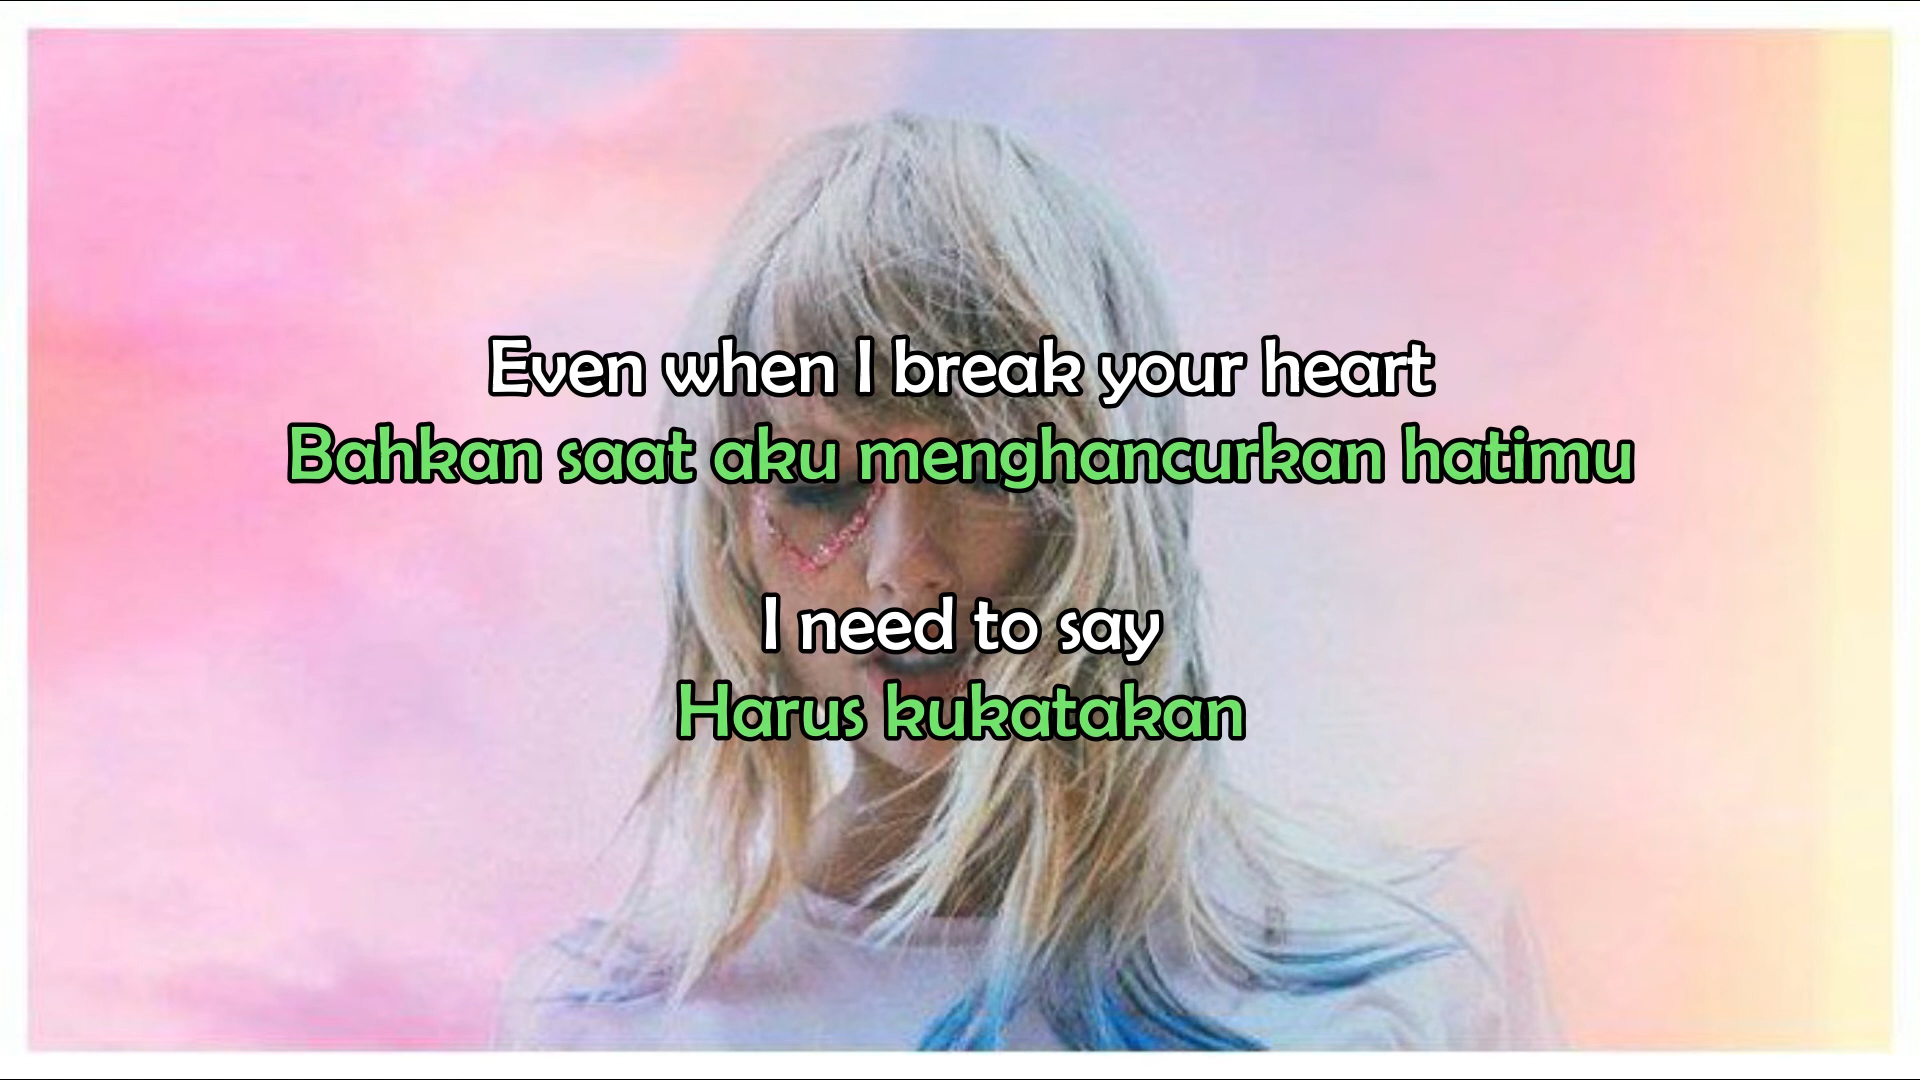 Even when I break your heart
Bahkan saat aku menghancurkan hatimu
I need to say
Harus kukatakan